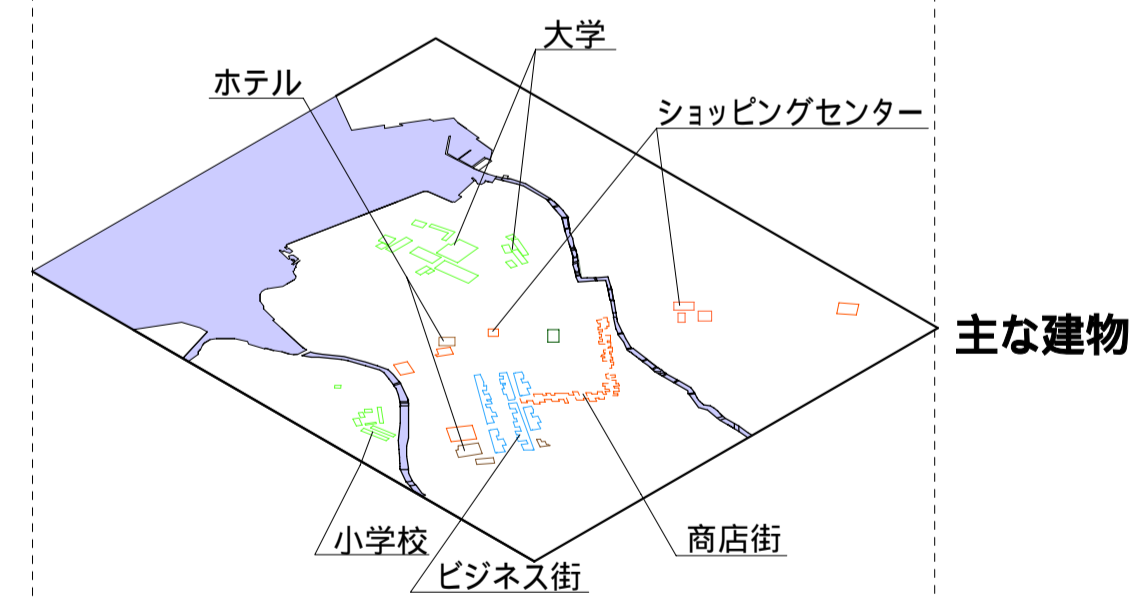 大学
ホテル
ショッピングセンター
主な建物
小学校
商店街
ビジネス街